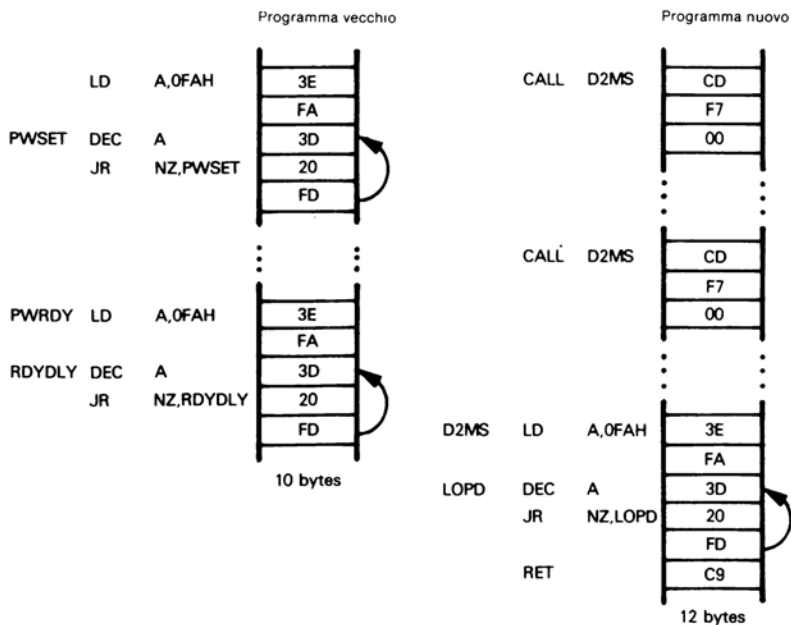 Programma vecchio
LD A,0FAH 3E
FA
PWSET DEC A 3D
JR NZ,PWSET 20
FD
PWRDY LD A,0FAH 3E
FA
RDYDLY DEC A 3D
JR NZ,RDYDLY 20
FD
10 bytes
Programma nuovo
CALL D2MS CD
F7
00
CALL D2MS CD
F7
00
D2MS LD A,0FAH 3E
FA
LOPD DEC A 3D
JR NZ,LOPD 20
FD
RET C9
12 bytes